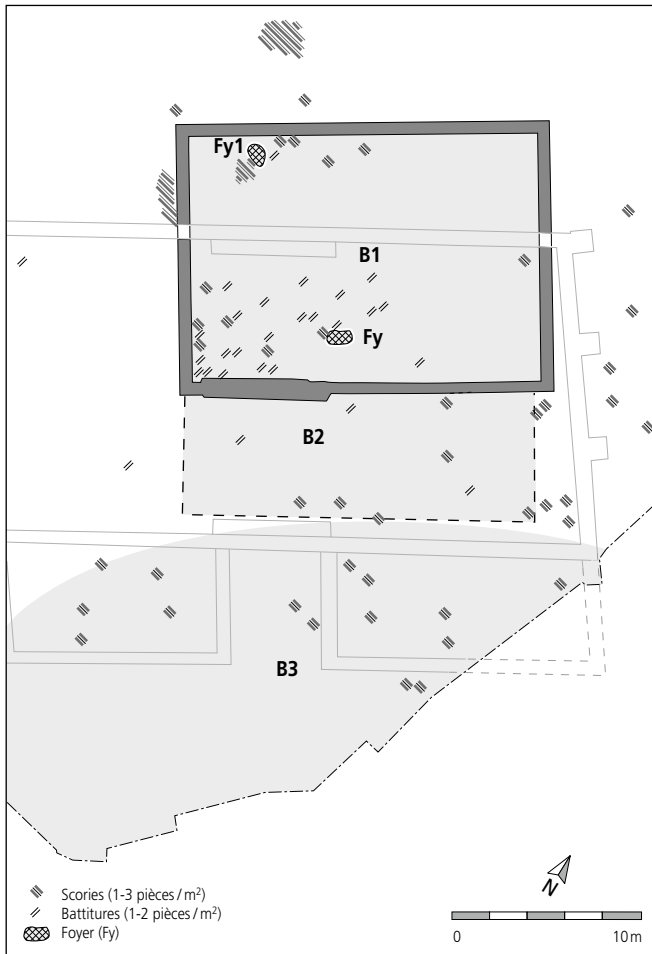 Fy1
B1
Fy
B2
B3
Scories (1-3 pièces / m²)
Battitures (1-2 pièces / m²)
Foyer (Fy)
N
0 10 m